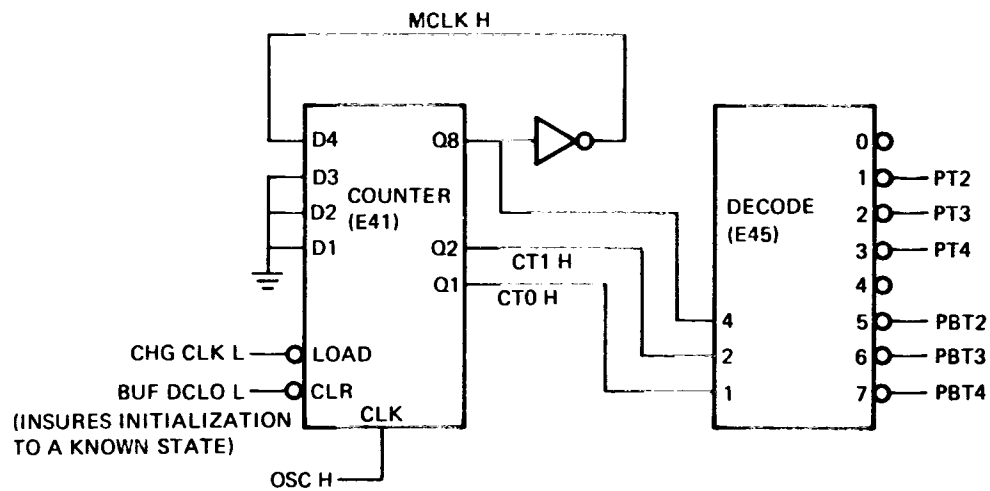 MCLK H
D4
D3
D2
D1
COUNTER
(E41)
Q8
Q2
Q1
CT1 H
CT0 H
LOAD
CLR
CLK
CHG CLK L
BUF DCLO L
(INSURES INITIALIZATION
TO A KNOWN STATE)
OSC H
DECODE
(E45)
4
2
1
0
1 PT2
2 PT3
3 PT4
4
5 PBT2
6 PBT3
7 PBT4